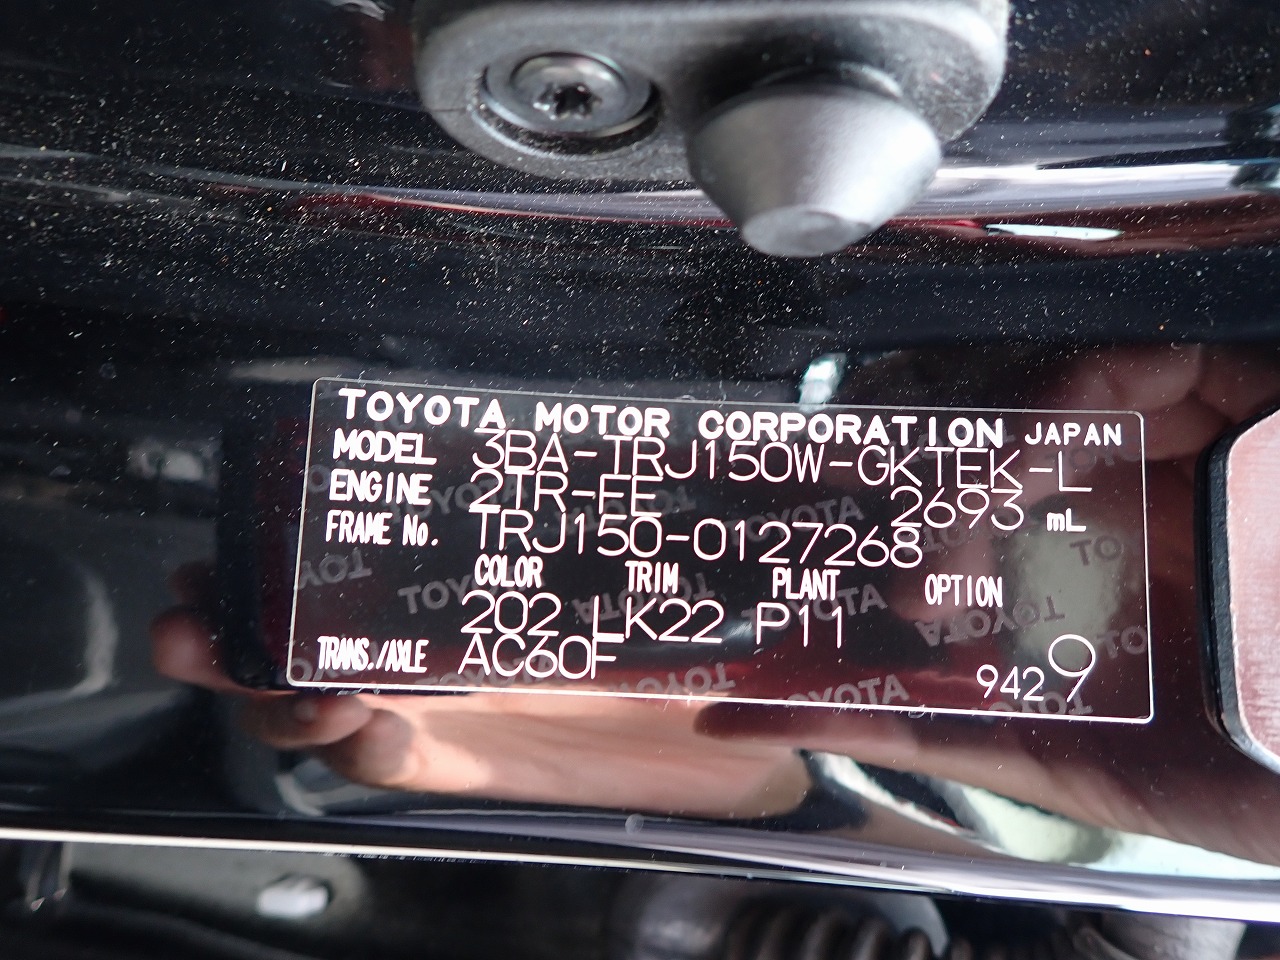 TOYOTA MOTOR CORPORATION JAPAN
MODEL 3BA-TRJ150W-GKTEK-L
ENGINE 2TR-FE 2693 mL
FRAME No. TRJ150-0127268
COLOR TRIM PLANT OPTION
202 LK22 P11
TRANS./AXLE AC60F 9429